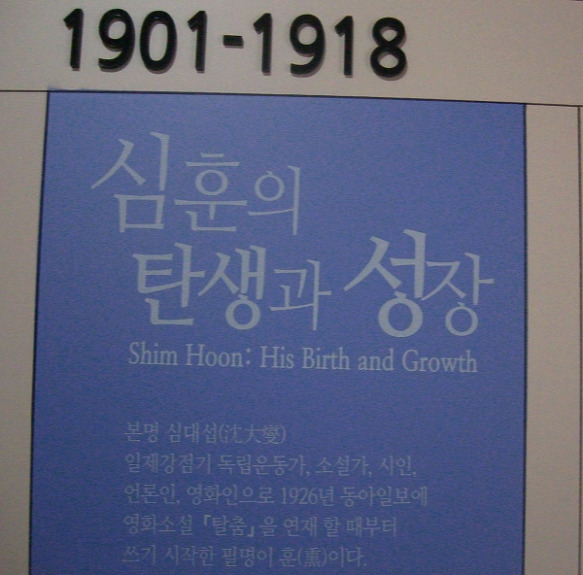 1901-1918
심훈의
탄생과 성장
Shim Hoon: His Birth and Growth
본명 심대섭(沈大燮)
일제강점기 독립운동가, 소설가, 시인,
언론인, 영화인으로 1926년 동아일보에
영화소설 『탈춤』을 연재 할 때부터
쓰기 시작한 필명이 훈(熏)이다.